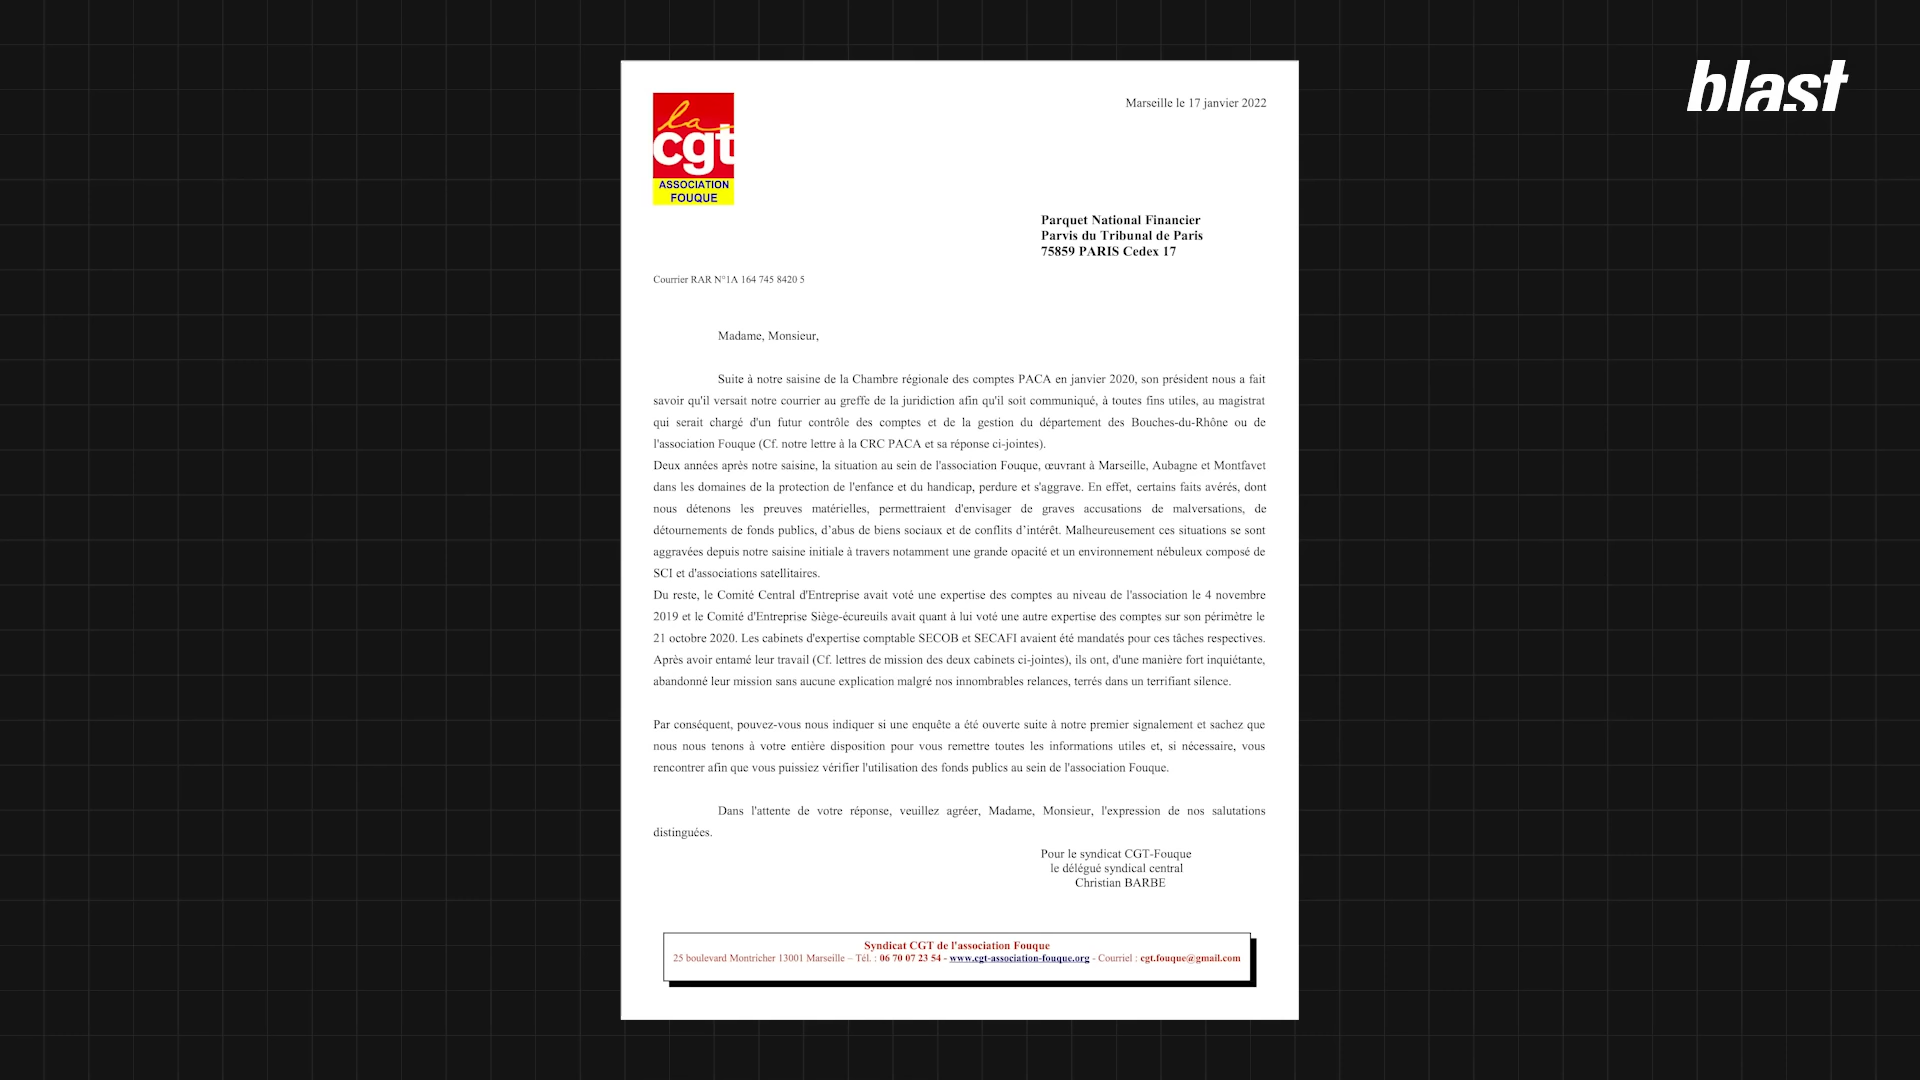 blast
la
cgt
ASSOCIATION
FOUQUE
Marseille le 17 janvier 2022
Parquet National Financier
Parvis du Tribunal de Paris
75859 PARIS Cedex 17
Courrier RAR N°1A 164 745 8420 5
Madame, Monsieur,
Suite à notre saisine de la Chambre régionale des comptes PACA en janvier 2020, son président nous a fait
savoir qu'il versait notre courrier au greffe de la juridiction afin qu'il soit communiqué, à toutes fins utiles, au magistrat
qui serait chargé d'un futur contrôle des comptes et de la gestion du département des Bouches-du-Rhône ou de
l'association Fouque (Cf. notre lettre à la CRC PACA et sa réponse ci-jointes).
Deux années après notre saisine, la situation au sein de l'association Fouque, œuvrant à Marseille, Aubagne et Montfavet
dans les domaines de la protection de l'enfance et du handicap, perdure et s'aggrave. En effet, certains faits avérés, dont
nous détenons les preuves matérielles, permettraient d'envisager de graves accusations de malversations, de
détournements de fonds publics, d’abus de biens sociaux et de conflits d’intérêt. Malheureusement ces situations se sont
aggravées depuis notre saisine initiale à travers notamment une grande opacité et un environnement nébuleux composé de
SCI et d'associations satellitaires.
Du reste, le Comité Central d'Entreprise avait voté une expertise des comptes au niveau de l'association le 4 novembre
2019 et le Comité d'Entreprise Siège-écureuils avait quant à lui voté une autre expertise des comptes sur son périmètre le
21 octobre 2020. Les cabinets d'expertise comptable SECOB et SECAFI avaient été mandatés pour ces tâches respectives.
Après avoir entamé leur travail (Cf. lettres de mission des deux cabinets ci-jointes), ils ont, d'une manière fort inquiétante,
abandonné leur mission sans aucune explication malgré nos innombrables relances, terrés dans un terrifiant silence.
Par conséquent, pouvez-vous nous indiquer si une enquête a été ouverte suite à notre premier signalement et sachez que
nous nous tenons à votre entière disposition pour vous remettre toutes les informations utiles et, si nécessaire, vous
rencontrer afin que vous puissiez vérifier l'utilisation des fonds publics au sein de l'association Fouque.
Dans l'attente de votre réponse, veuillez agréer, Madame, Monsieur, l'expression de nos salutations
distinguées.
Pour le syndicat CGT-Fouque
le délégué syndical central
Christian BARBE
Syndicat CGT de l'association Fouque
25 boulevard Montricher 13001 Marseille – Tél. : 06 70 07 23 54 - www.cgt-association-fouque.org - Courriel : cgt.fouque@gmail.com